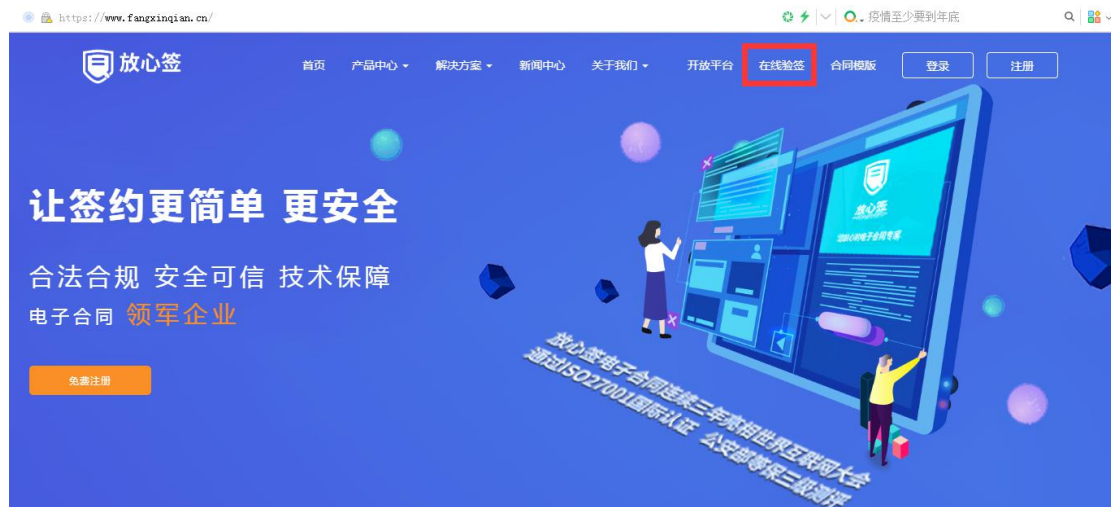 https://www.fangxinqian.cn/
疫情至少要到年底
放心签
首页 产品中心 解决方案 新闻中心 关于我们 开放平台 在线验签 合同模版 登录 注册
让签约更简单 更安全
放心签
合法合规 安全可信 技术保障
电子合同 领军企业
免费注册
放心签电子合同连续三年亮相世界互联网大会
通过ISO27001国际认证 公安部等保三级测评